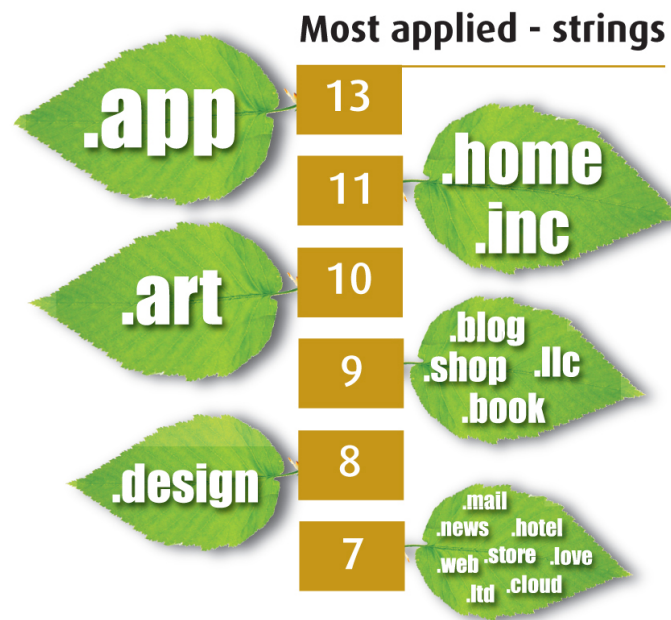 Most applied - strings
.app
13
.home
.inc
11
.art
10
.blog
.shop .llc
.book
9
.design
8
.mail
.news .hotel
.web .store .love
.ltd .cloud
7